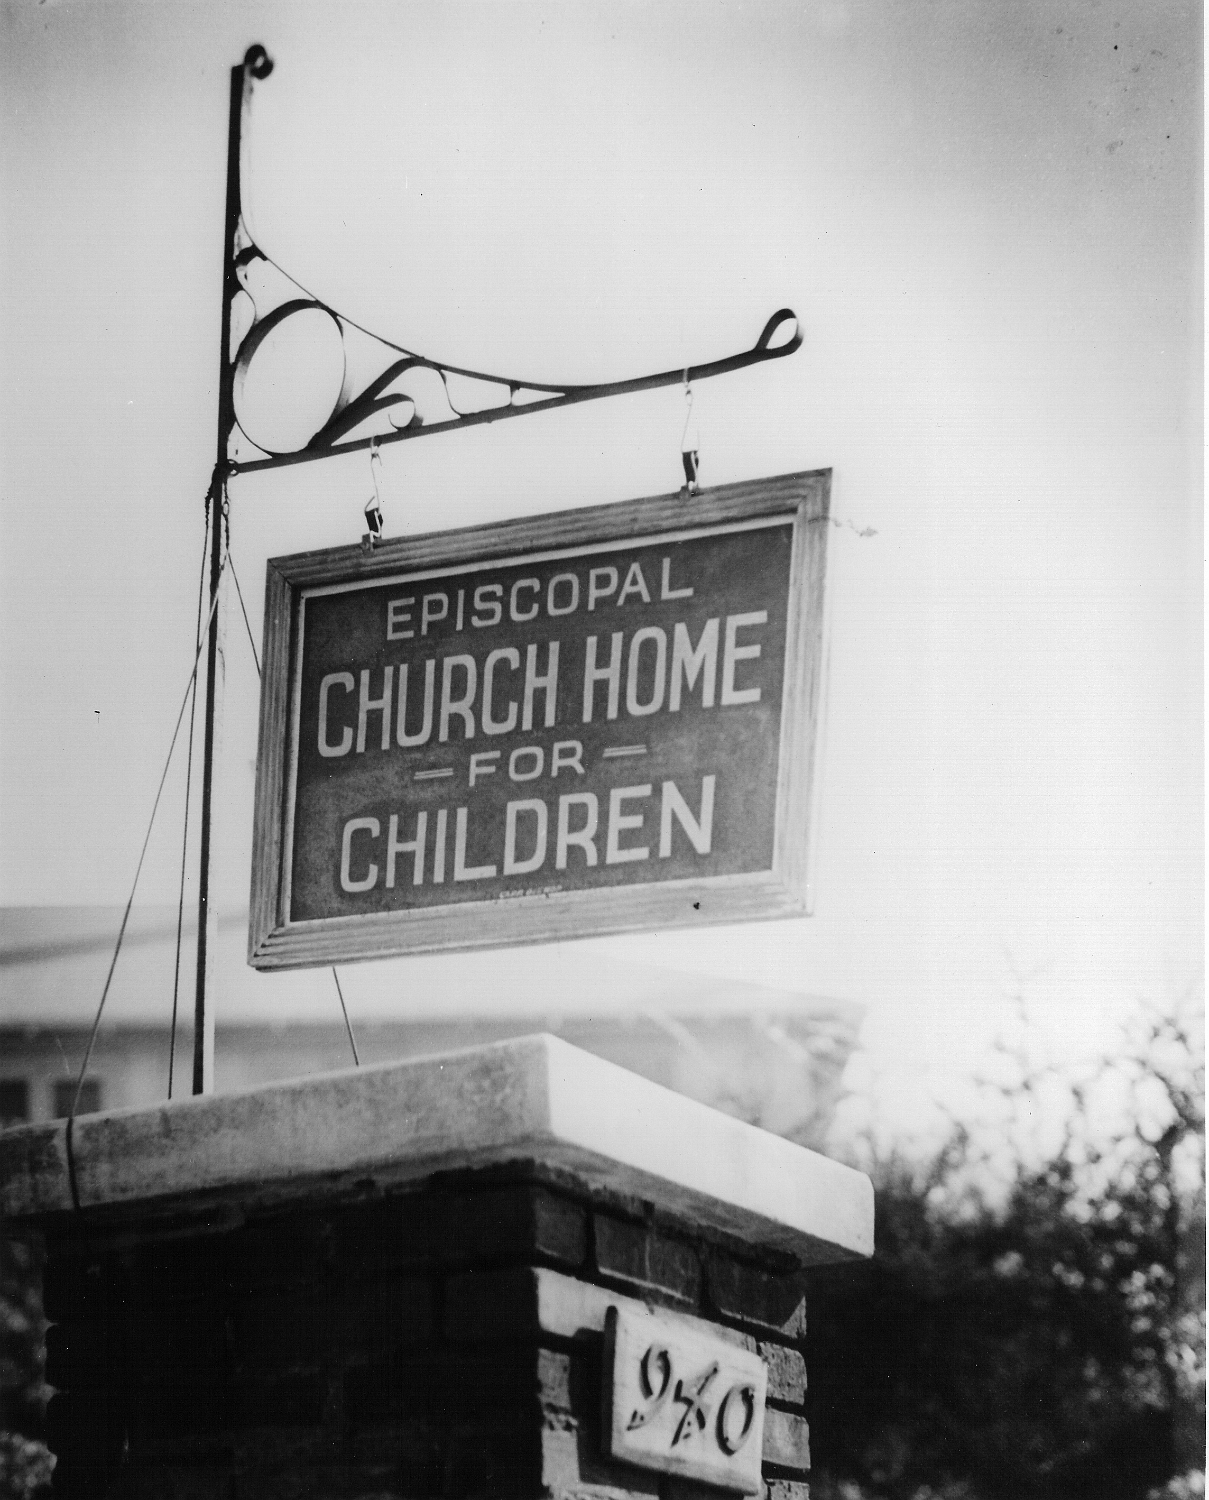 EPISCOPAL
CHURCH HOME
= FOR =
CHILDREN
940